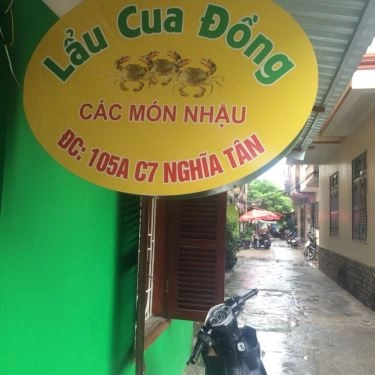 Lẩu Cua Đồng
CÁC MÓN NHẬU
ĐC: 105A C7 NGHĨA TÂN